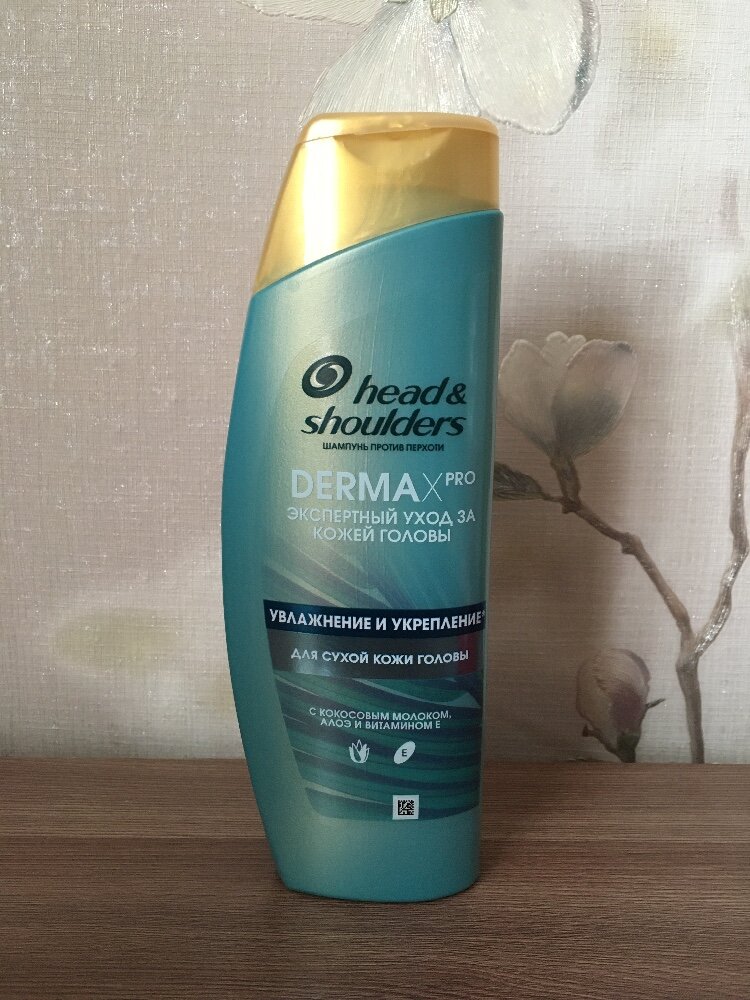 head &
shoulders
ШАМПУНЬ ПРОТИВ ПЕРХОТИ
DERMAXPRO
ЭКСПЕРТНЫЙ УХОД ЗА
КОЖЕЙ ГОЛОВЫ
УВЛАЖНЕНИЕ И УКРЕПЛЕНИЕ*
ДЛЯ СУХОЙ КОЖИ ГОЛОВЫ
С КОКОСОВЫМ МОЛОКОМ,
АЛОЭ И ВИТАМИНОМ Е
E